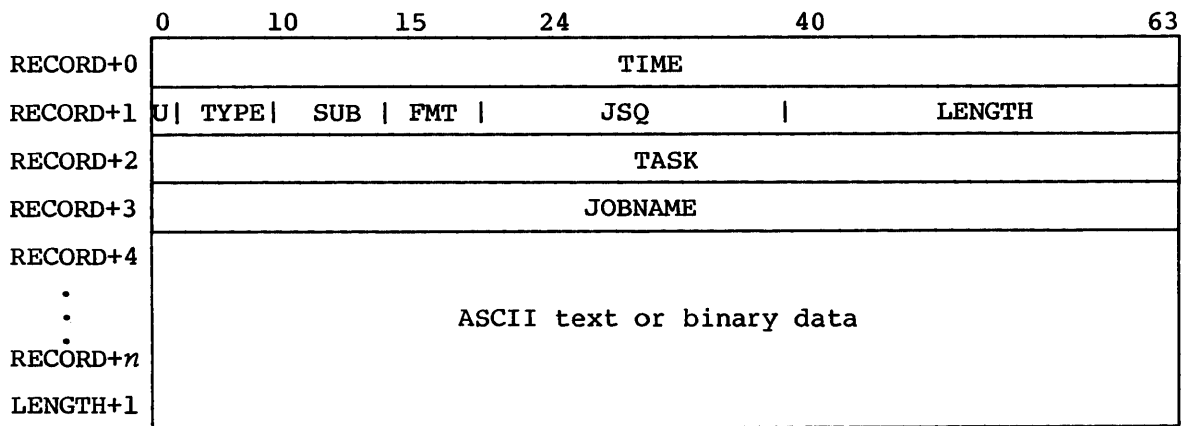 0 10 15 24 40 63
RECORD+0 TIME
RECORD+1 U| TYPE| SUB | FMT | JSQ | LENGTH
RECORD+2 TASK
RECORD+3 JOBNAME
RECORD+4
ASCII text or binary data
RECORD+n
LENGTH+1